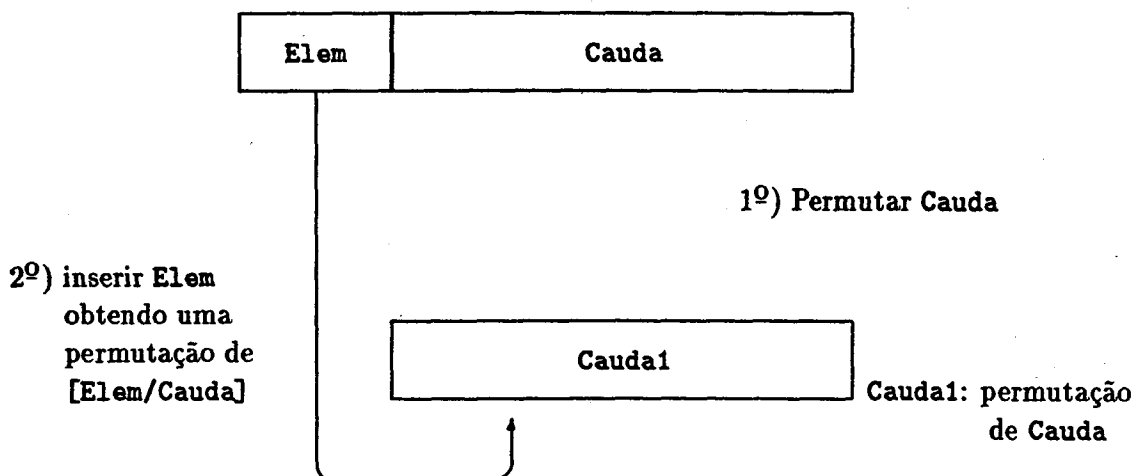 Elem Cauda
1º) Permutar Cauda
2º) inserir Elem
obtendo uma
permutação de
[Elem/Cauda]
Cauda1
Cauda1: permutação
de Cauda